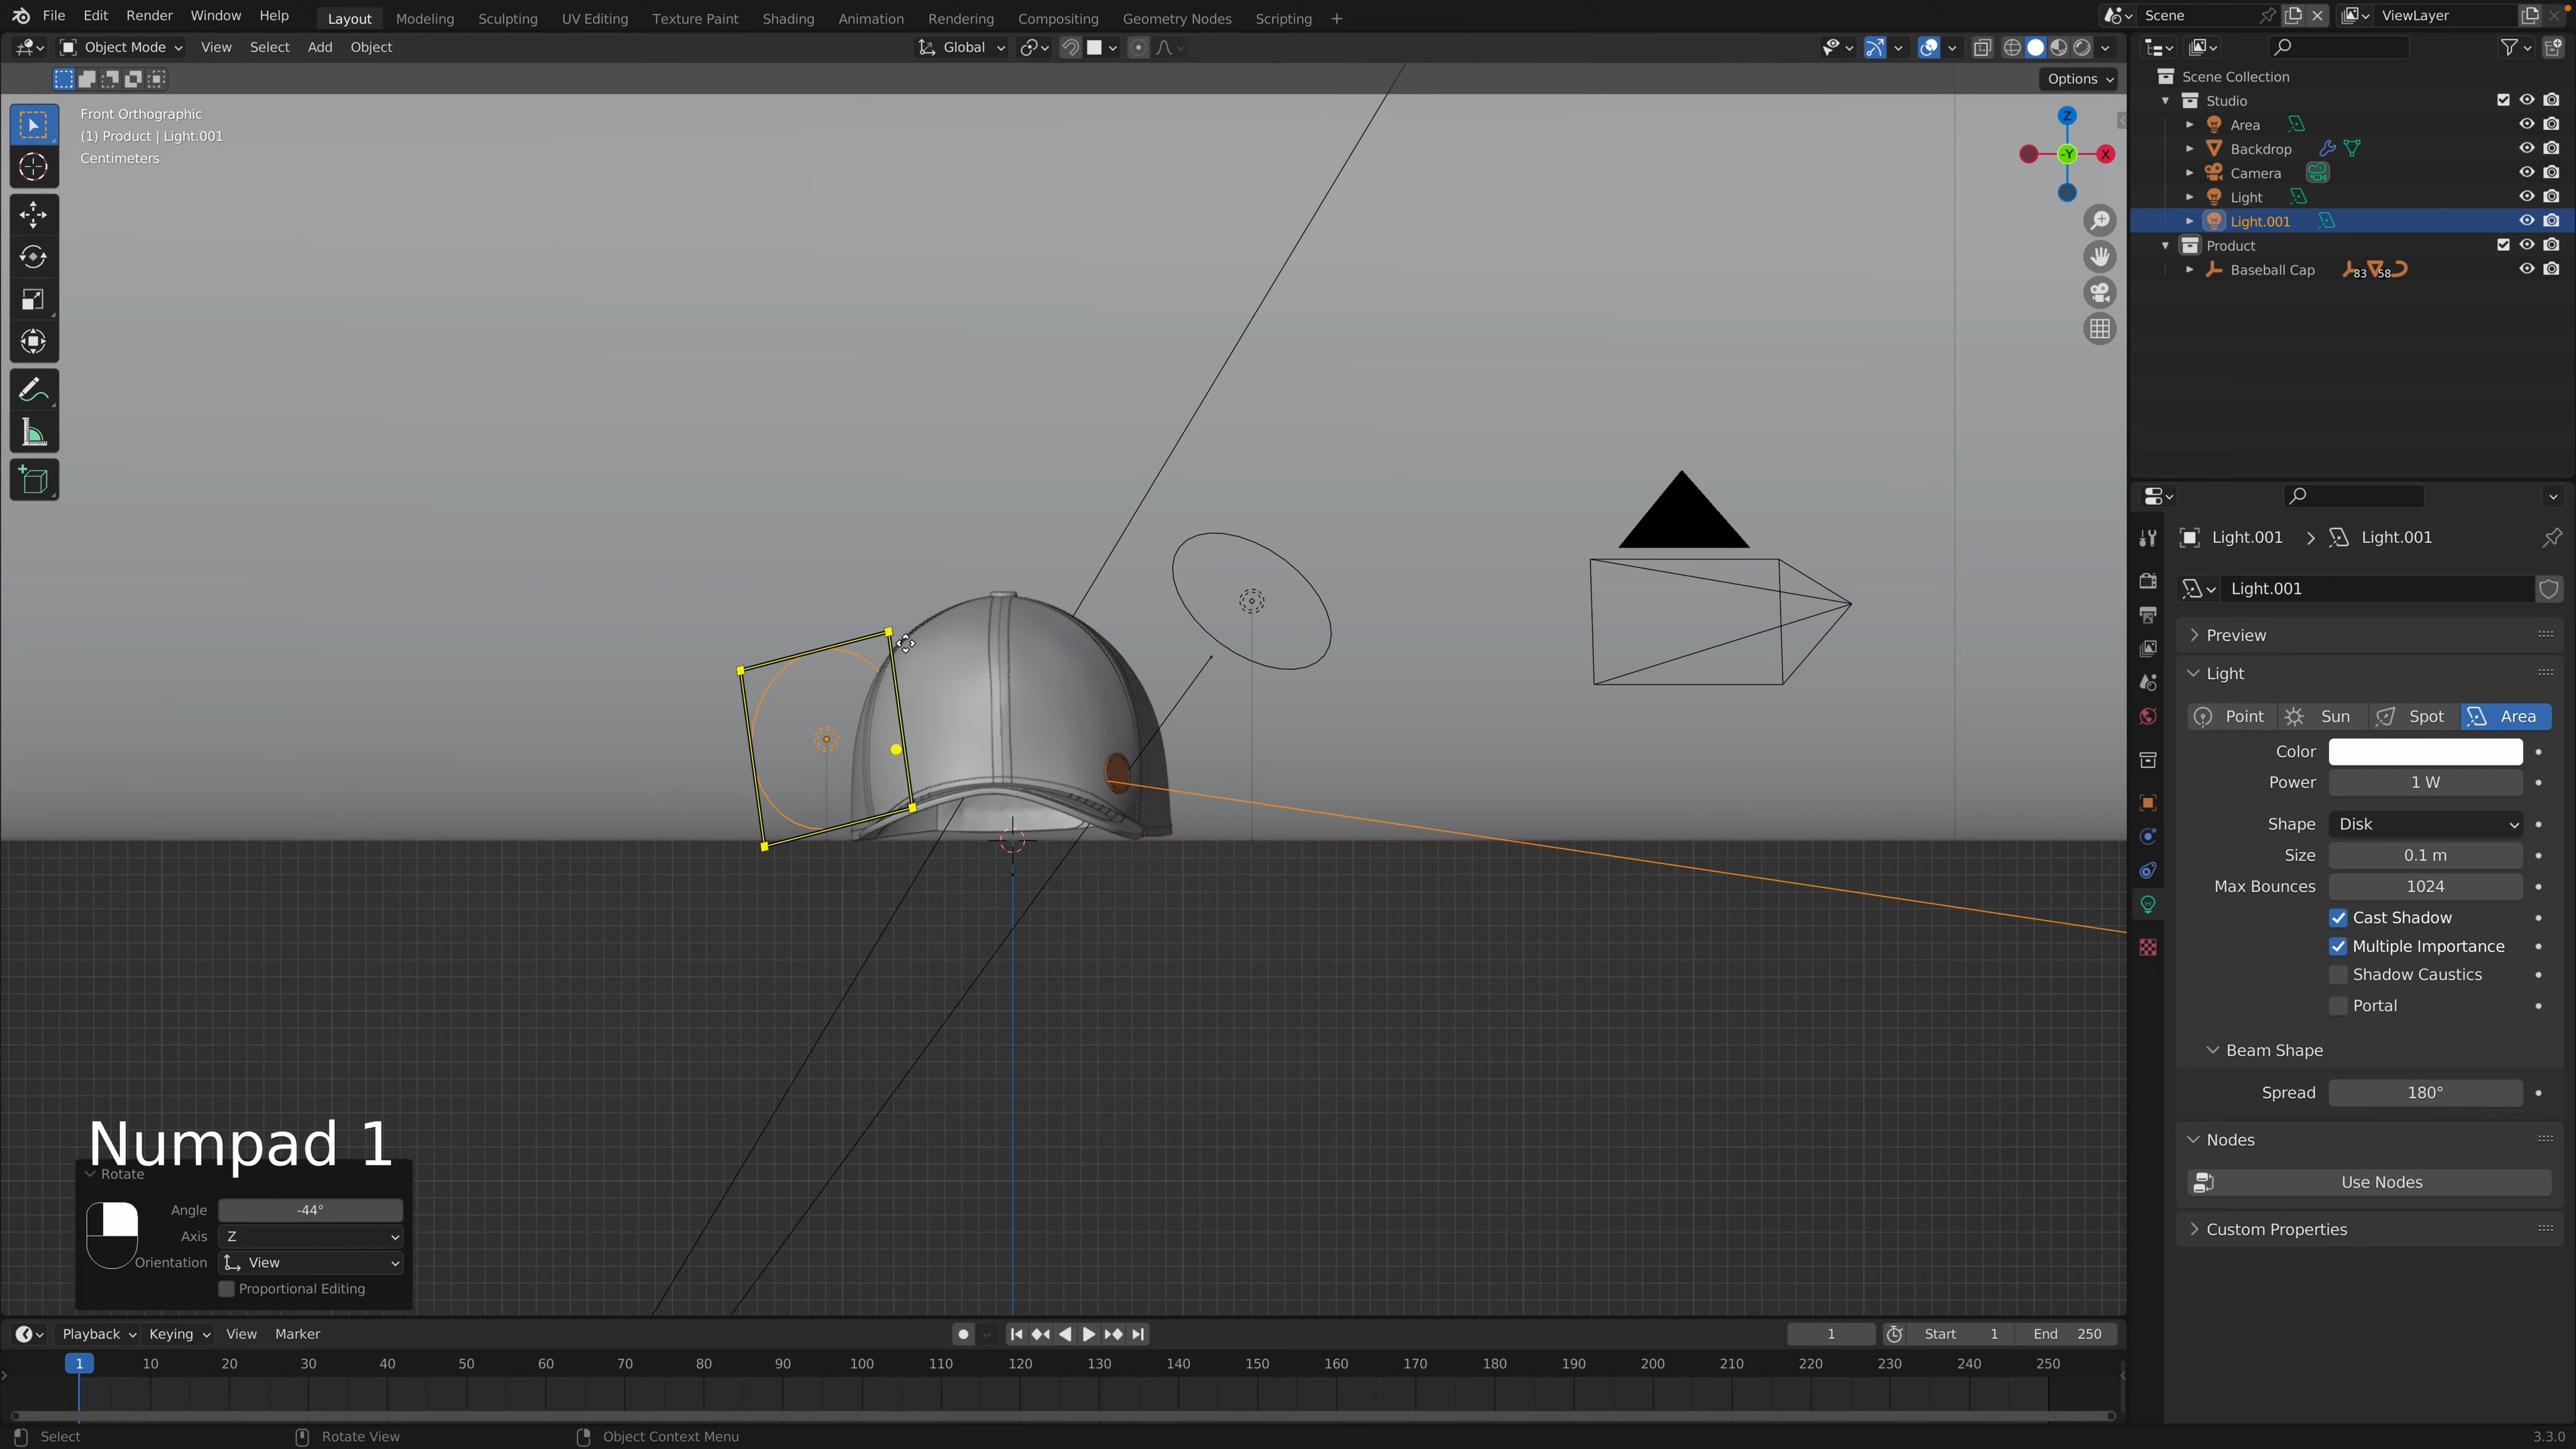 File Edit Render Window Help
Layout Modeling Sculpting UV Editing Texture Paint Shading Animation Rendering Compositing Geometry Nodes Scripting +
Scene
ViewLayer
Object Mode View Select Add Object
Global
Options
Front Orthographic
(1) Product | Light.001
Centimeters
Z
-Y
X
Scene Collection
Studio
Area
Backdrop
Camera
Light
Light.001
Product
Baseball Cap 83 58
Light.001 > Light.001
Light.001
Preview
Light
Point Sun Spot Area
Color
Power 1 W
Shape Disk
Size 0.1 m
Max Bounces 1024
Cast Shadow
Multiple Importance
Shadow Caustics
Portal
Beam Shape
Spread 180°
Nodes
Use Nodes
Custom Properties
Numpad 1
Rotate
Angle -44°
Axis Z
Orientation View
Proportional Editing
Playback Keying View Marker
1 Start 1 End 250
1 10 20 30 40 50 60 70 80 90 100 110 120 130 140 150 160 170 180 190 200 210 220 230 240 250
Select Rotate View Object Context Menu 3.3.0